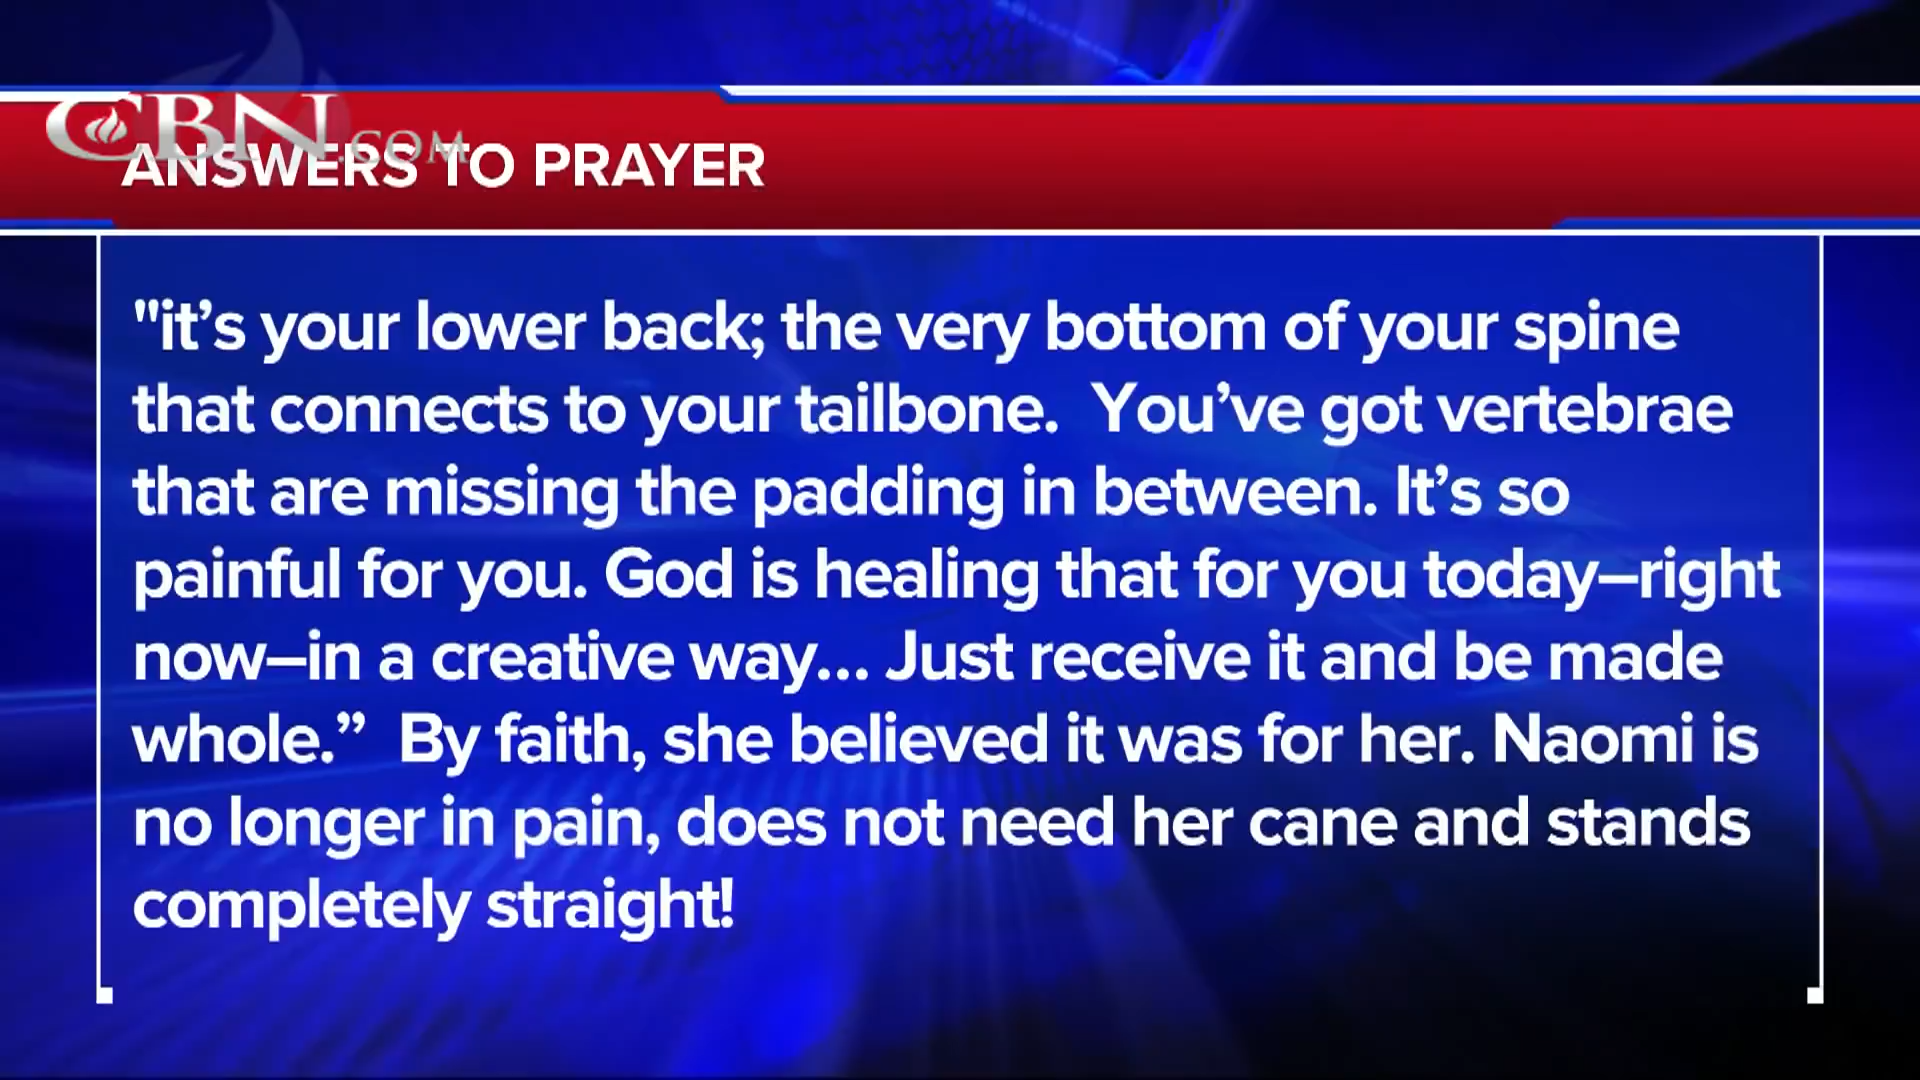 CBN.COM
ANSWERS TO PRAYER
"it’s your lower back; the very bottom of your spine
that connects to your tailbone.  You’ve got vertebrae
that are missing the padding in between. It’s so
painful for you. God is healing that for you today–right
now–in a creative way... Just receive it and be made
whole.”  By faith, she believed it was for her. Naomi is
no longer in pain, does not need her cane and stands
completely straight!